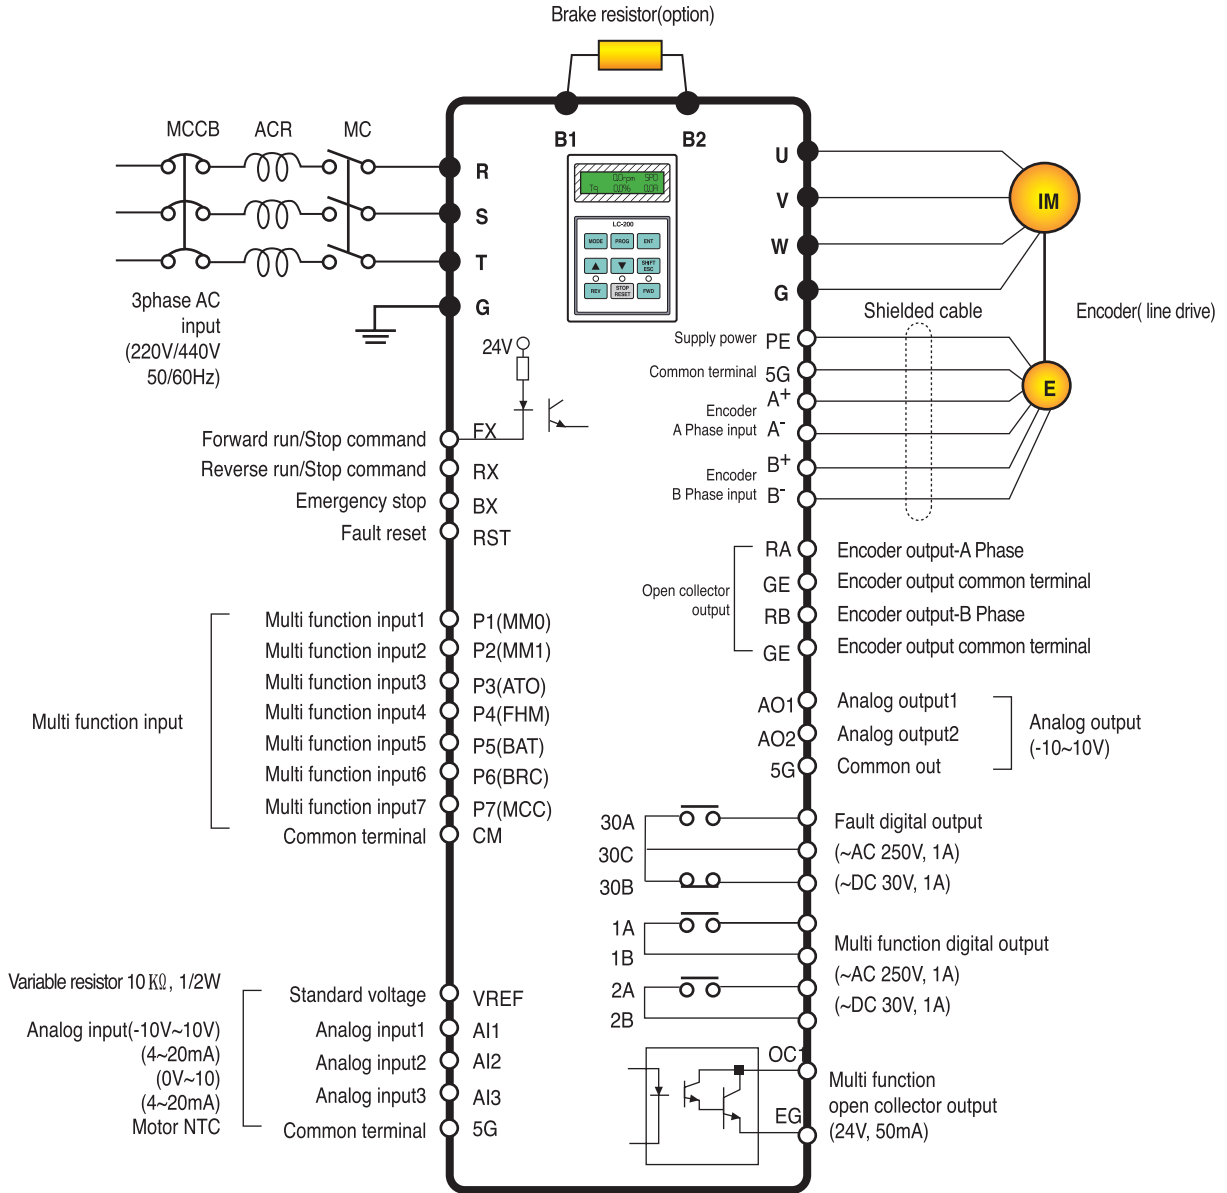 Brake resistor(option)
MCCB
ACR
MC
B1
B2
R
S
T
G
U
V
W
G
IM
0.0rpm SPD
Tq 0.0% 0.0A
LC-200
MODE
PROG
ENT
SHIFT
ESC
REV
STOP
RESET
FWD
3phase AC
input
(220V/440V
50/60Hz)
24V
Shielded cable
Encoder( line drive)
E
Supply power PE
Common terminal 5G
Encoder
A Phase input
A+
A-
Encoder
B Phase input
B+
B-
Forward run/Stop command FX
Reverse run/Stop command RX
Emergency stop BX
Fault reset RST
Open collector
output
RA Encoder output-A Phase
GE Encoder output common terminal
RB Encoder output-B Phase
GE Encoder output common terminal
Multi function input
Multi function input1 P1(MM0)
Multi function input2 P2(MM1)
Multi function input3 P3(ATO)
Multi function input4 P4(FHM)
Multi function input5 P5(BAT)
Multi function input6 P6(BRC)
Multi function input7 P7(MCC)
Common terminal CM
AO1 Analog output1
AO2 Analog output2
5G Common out
Analog output
(-10~10V)
30A
30C
30B
Fault digital output
(~AC 250V, 1A)
(~DC 30V, 1A)
1A
1B
2A
2B
Multi function digital output
(~AC 250V, 1A)
(~DC 30V, 1A)
Variable resistor 10 KΩ, 1/2W
Analog input(-10V~10V)
(4~20mA)
(0V~10)
(4~20mA)
Motor NTC
Standard voltage VREF
Analog input1 AI1
Analog input2 AI2
Analog input3 AI3
Common terminal 5G
OC1
EG
Multi function
open collector output
(24V, 50mA)